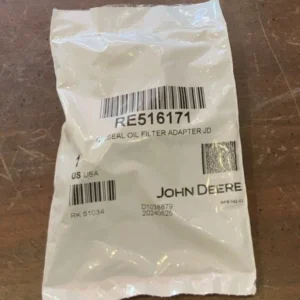 RE516171
SEAL OIL FILTER ADAPTER JD
1
US USA
JOHN DEERE
RK 51034
D1038679
20240625